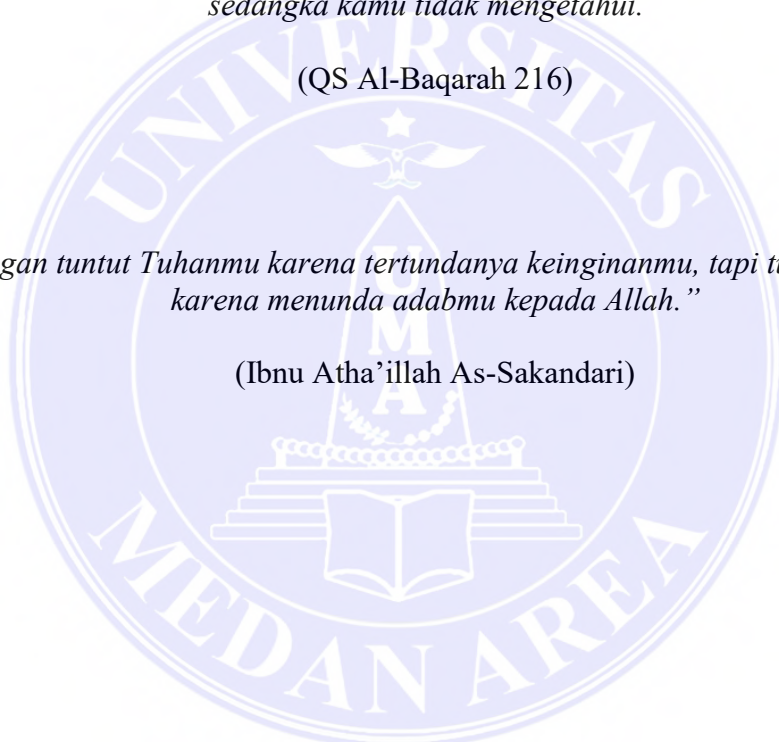 sedangka kamu tidak mengetahui.
(QS Al-Baqarah 216)
gan tuntut Tuhanmu karena tertundanya keinginanmu, tapi
karena menunda adabmu kepada Allah.”
(Ibnu Atha’illah As-Sakandari)
UNIVERSITAS
UMA
MEDAN AREA